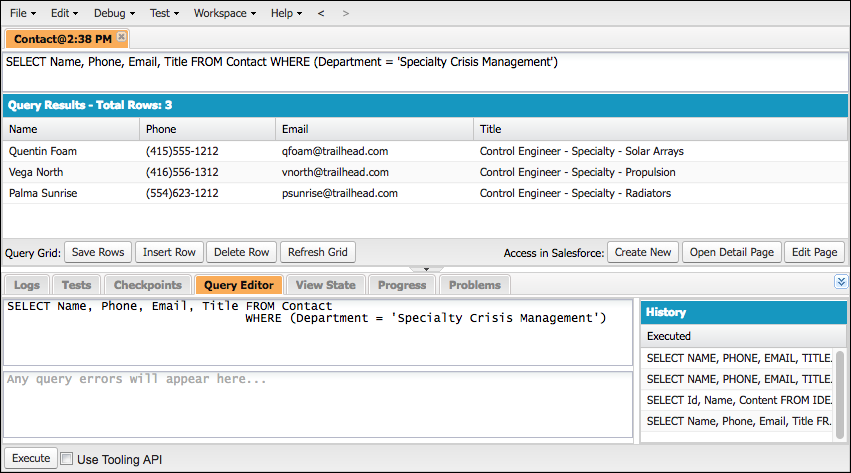 File Edit Debug Test Workspace Help < >
Contact@2:38 PM
SELECT Name, Phone, Email, Title FROM Contact WHERE (Department = 'Specialty Crisis Management')
Query Results - Total Rows: 3
Name Phone Email Title
Quentin Foam (415)555-1212 qfoam@trailhead.com Control Engineer - Specialty - Solar Arrays
Vega North (416)556-1312 vnorth@trailhead.com Control Engineer - Specialty - Propulsion
Palma Sunrise (554)623-1212 psunrise@trailhead.com Control Engineer - Specialty - Radiators
Query Grid: Save Rows Insert Row Delete Row Refresh Grid Access in Salesforce: Create New Open Detail Page Edit Page
Logs Tests Checkpoints Query Editor View State Progress Problems
SELECT Name, Phone, Email, Title FROM Contact
WHERE (Department = 'Specialty Crisis Management')
Any query errors will appear here...
History
Executed
SELECT NAME, PHONE, EMAIL, TITLE..
SELECT NAME, PHONE, EMAIL, TITLE..
SELECT Id, Name, Content FROM IDE..
SELECT Name, Phone, Email, Title FR..
Execute Use Tooling API